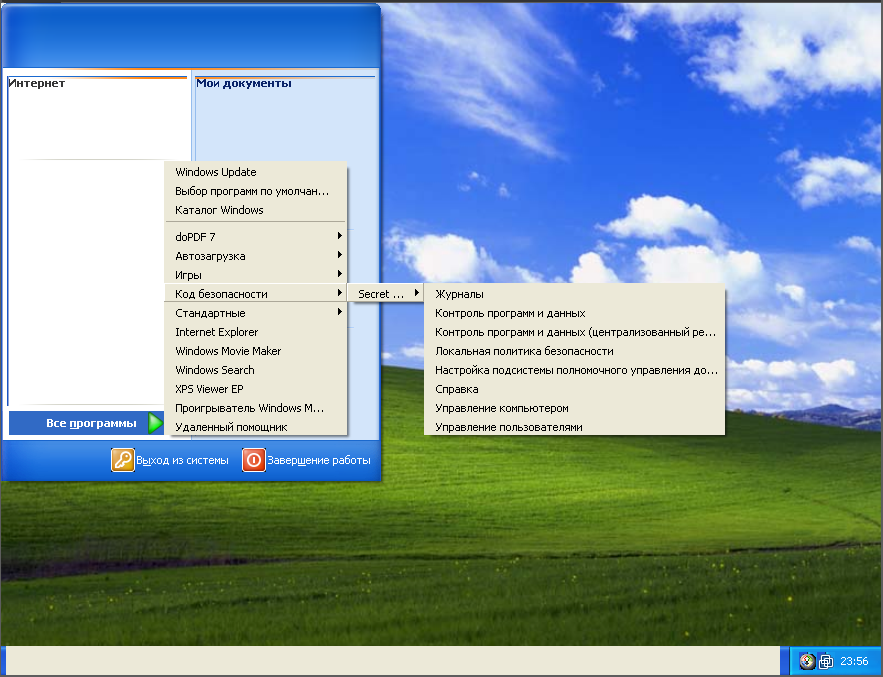 Интернет
Мои документы
Windows Update
Выбор программ по умолчан...
Каталог Windows
doPDF 7
Автозагрузка
Игры
Код безопасности
Стандартные
Internet Explorer
Windows Movie Maker
Windows Search
XPS Viewer EP
Проигрыватель Windows M...
Удаленный помощник
Secret ...
Журналы
Контроль программ и данных
Контроль программ и данных (централизованный ре...
Локальная политика безопасности
Настройка подсистемы полномочного управления до...
Справка
Управление компьютером
Управление пользователями
Все программы
Выход из системы
Завершение работы
23:56